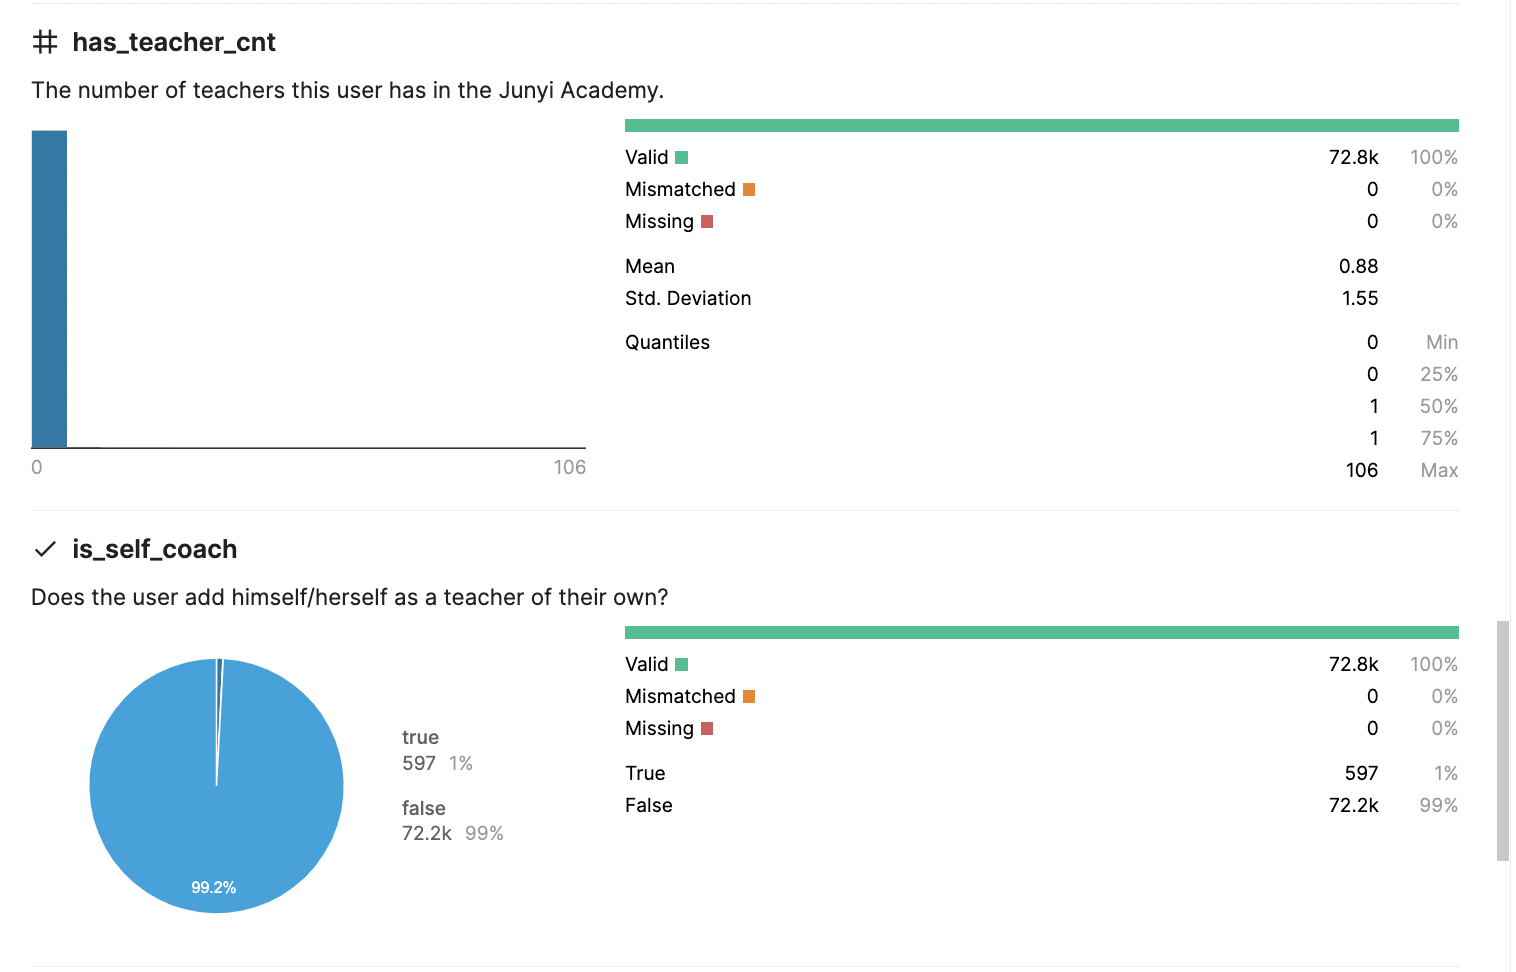 has_teacher_cnt
The number of teachers this user has in the Junyi Academy.
0 106
Valid 72.8k 100%
Mismatched 0 0%
Missing 0 0%
Mean 0.88
Std. Deviation 1.55
Quantiles 0 Min
0 25%
1 50%
1 75%
106 Max
is_self_coach
Does the user add himself/herself as a teacher of their own?
99.2%
true
597 1%
false
72.2k 99%
Valid 72.8k 100%
Mismatched 0 0%
Missing 0 0%
True 597 1%
False 72.2k 99%